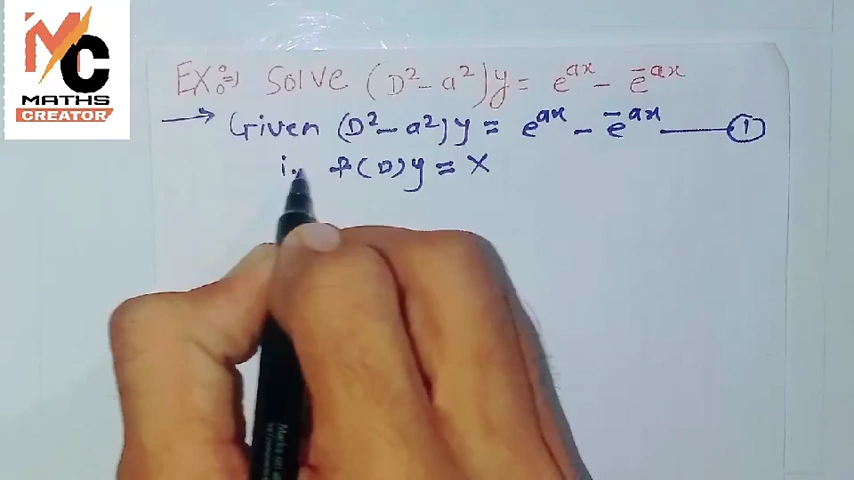 MC
MATHS
CREATOR
EX:⇒ Solve (D² - a²)y = e^ax - e^-ax
→ Given (D² - a²)y = e^ax - e^-ax —— ①
i. f(D)y = X